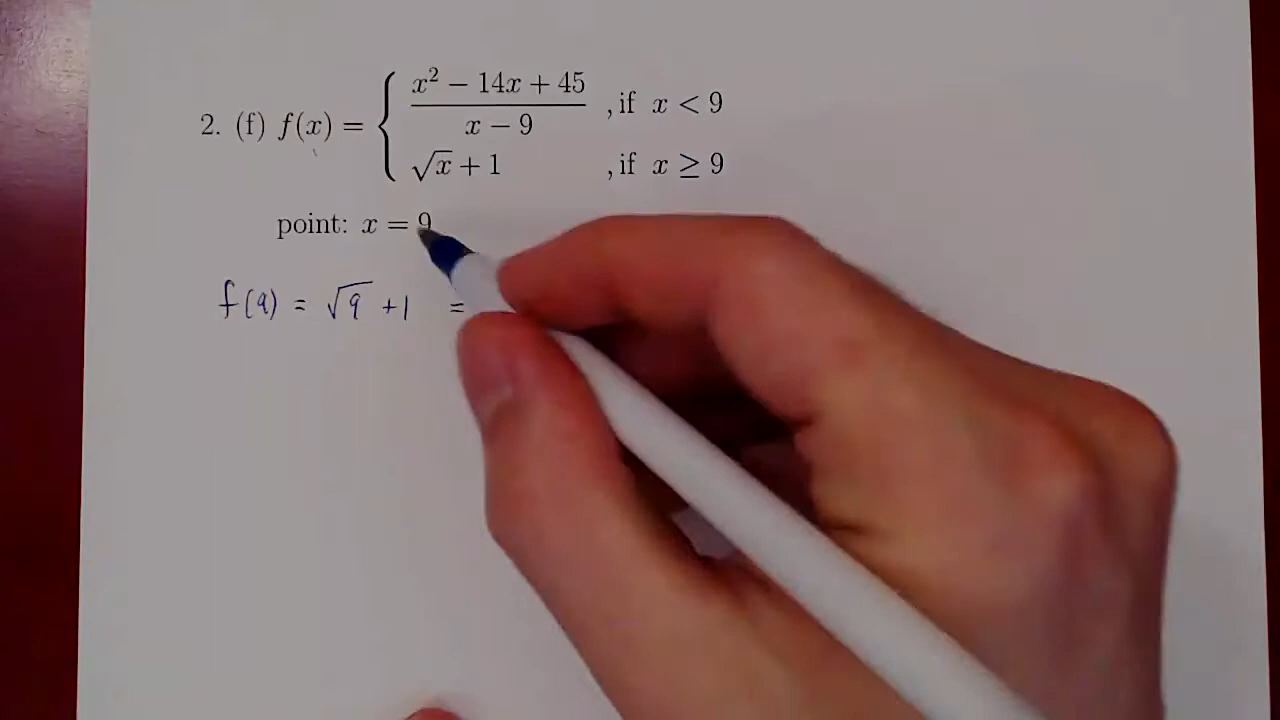 2. (f) f(x) = { (x² − 14x + 45)/(x − 9) , if x < 9
√x + 1 , if x ≥ 9
point: x = 9
f(9) = √9 + 1 =